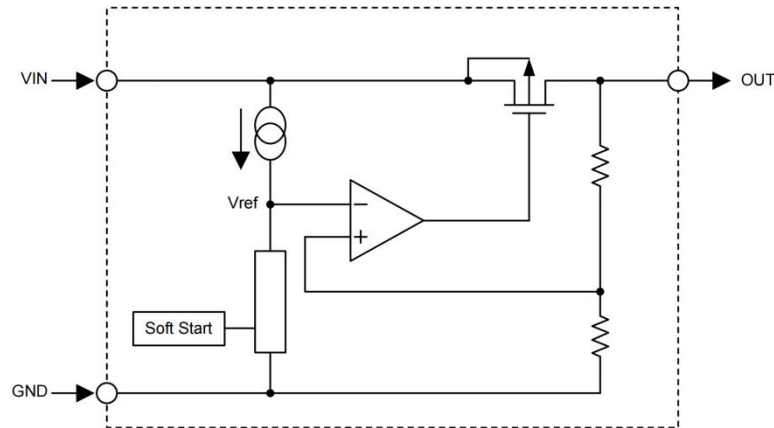 VIN
OUT
Vref
−
+
Soft Start
GND